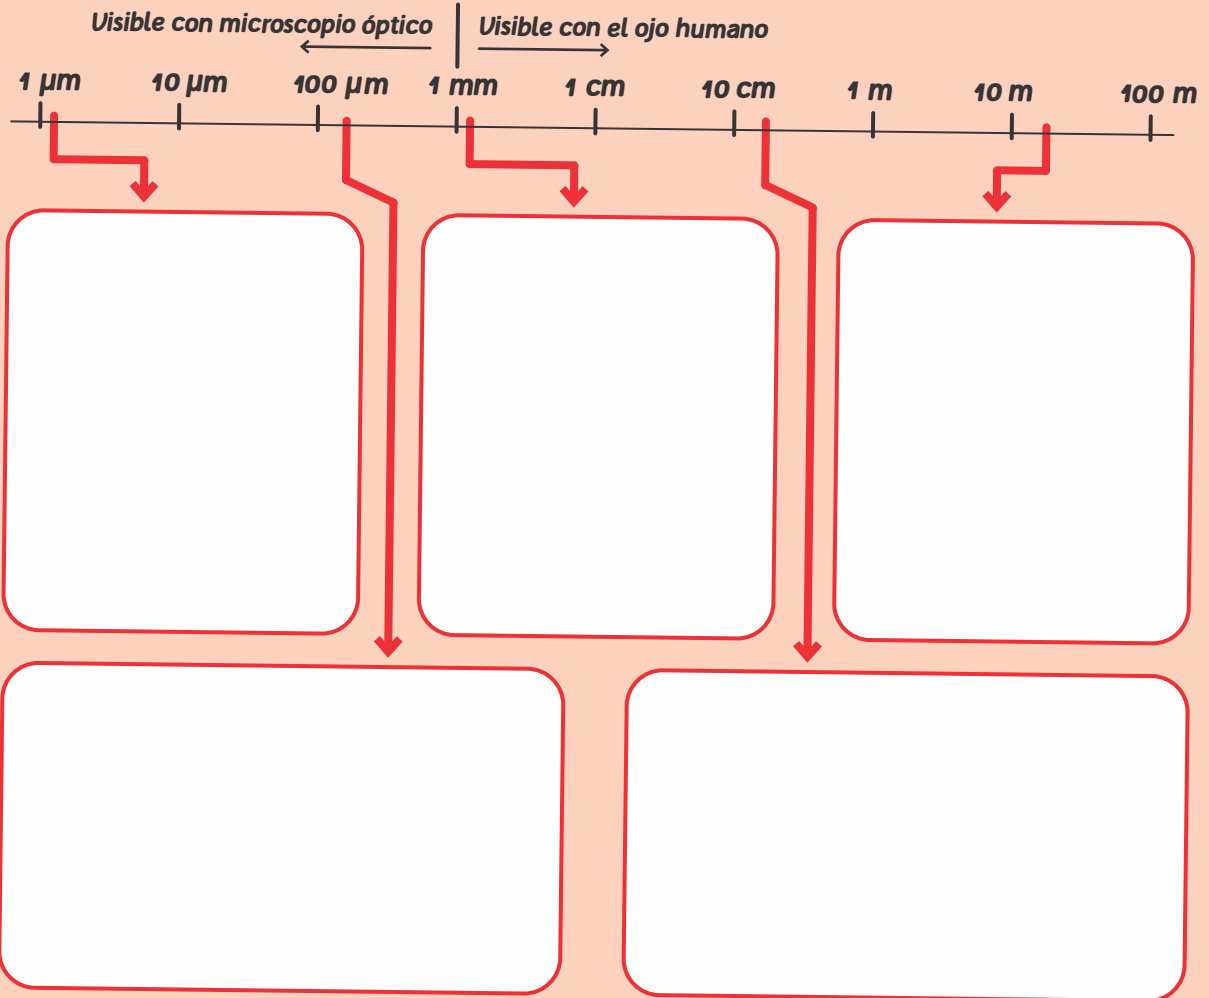 Visible con microscopio óptico
Visible con el ojo humano
1 µm 10 µm 100 µm 1 mm 1 cm 10 cm 1 m 10 m 100 m